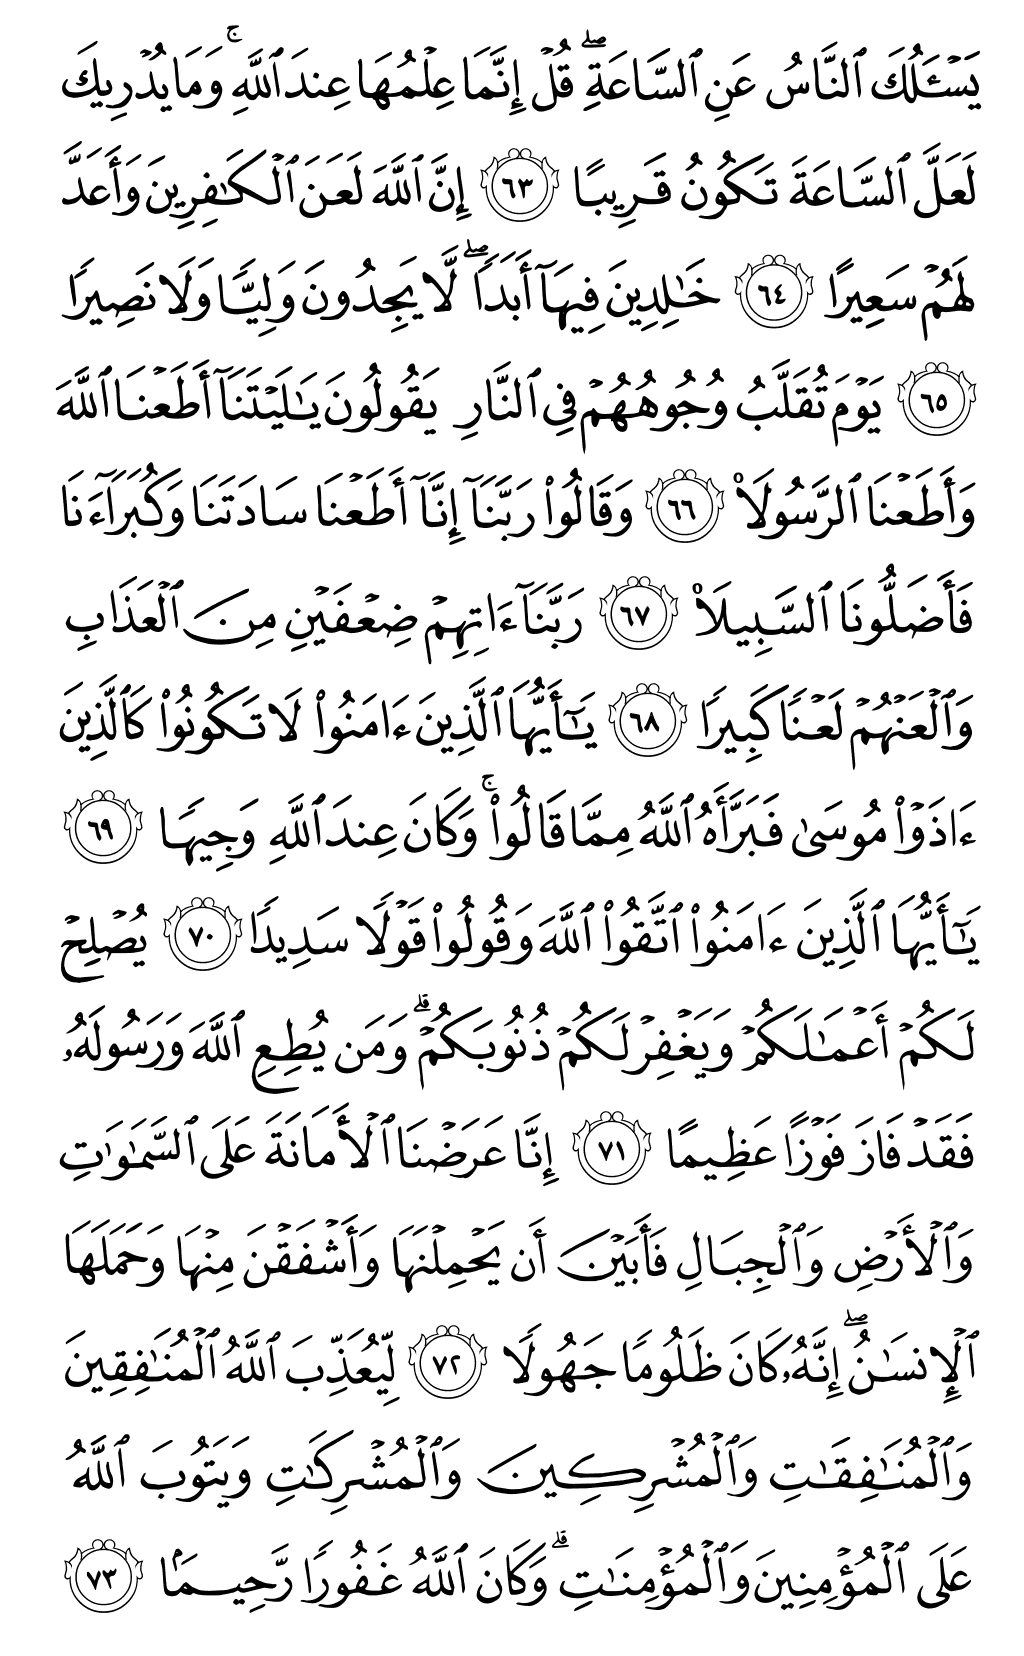 يَسۡـَٔلُكَ ٱلنَّاسُ عَنِ ٱلسَّاعَةِۖ قُلۡ إِنَّمَا عِلۡمُهَا عِندَ ٱللَّهِۚ وَمَا يُدۡرِيكَ
لَعَلَّ ٱلسَّاعَةَ تَكُونُ قَرِيبًا ٦٣ إِنَّ ٱللَّهَ لَعَنَ ٱلۡكَٰفِرِينَ وَأَعَدَّ
لَهُمۡ سَعِيرًا ٦٤ خَٰلِدِينَ فِيهَآ أَبَدٗاۖ لَّا يَجِدُونَ وَلِيّٗا وَلَا نَصِيرٗا
٦٥ يَوۡمَ تُقَلَّبُ وُجُوهُهُمۡ فِي ٱلنَّارِ يَقُولُونَ يَٰلَيۡتَنَآ أَطَعۡنَا ٱللَّهَ
وَأَطَعۡنَا ٱلرَّسُولَا۠ ٦٦ وَقَالُواْ رَبَّنَآ إِنَّآ أَطَعۡنَا سَادَتَنَا وَكُبَرَآءَنَا
فَأَضَلُّونَا ٱلسَّبِيلَا۠ ٦٧ رَبَّنَآ ءَاتِهِمۡ ضِعۡفَيۡنِ مِنَ ٱلۡعَذَابِ
وَٱلۡعَنۡهُمۡ لَعۡنٗا كَبِيرٗا ٦٨ يَٰٓأَيُّهَا ٱلَّذِينَ ءَامَنُواْ لَا تَكُونُواْ كَٱلَّذِينَ
ءَاذَوۡاْ مُوسَىٰ فَبَرَّأَهُ ٱللَّهُ مِمَّا قَالُواْۚ وَكَانَ عِندَ ٱللَّهِ وَجِيهٗا ٦٩
يَٰٓأَيُّهَا ٱلَّذِينَ ءَامَنُواْ ٱتَّقُواْ ٱللَّهَ وَقُولُواْ قَوۡلٗا سَدِيدٗا ٧٠ يُصۡلِحۡ
لَكُمۡ أَعۡمَٰلَكُمۡ وَيَغۡفِرۡ لَكُمۡ ذُنُوبَكُمۡۗ وَمَن يُطِعِ ٱللَّهَ وَرَسُولَهُۥ
فَقَدۡ فَازَ فَوۡزًا عَظِيمًا ٧١ إِنَّا عَرَضۡنَا ٱلۡأَمَانَةَ عَلَى ٱلسَّمَٰوَٰتِ
وَٱلۡأَرۡضِ وَٱلۡجِبَالِ فَأَبَيۡنَ أَن يَحۡمِلۡنَهَا وَأَشۡفَقۡنَ مِنۡهَا وَحَمَلَهَا
ٱلۡإِنسَٰنُۖ إِنَّهُۥ كَانَ ظَلُومٗا جَهُولٗا ٧٢ لِّيُعَذِّبَ ٱللَّهُ ٱلۡمُنَٰفِقِينَ
وَٱلۡمُنَٰفِقَٰتِ وَٱلۡمُشۡرِكِينَ وَٱلۡمُشۡرِكَٰتِ وَيَتُوبَ ٱللَّهُ
عَلَى ٱلۡمُؤۡمِنِينَ وَٱلۡمُؤۡمِنَٰتِۗ وَكَانَ ٱللَّهُ غَفُورٗا رَّحِيمَۢا ٧٣